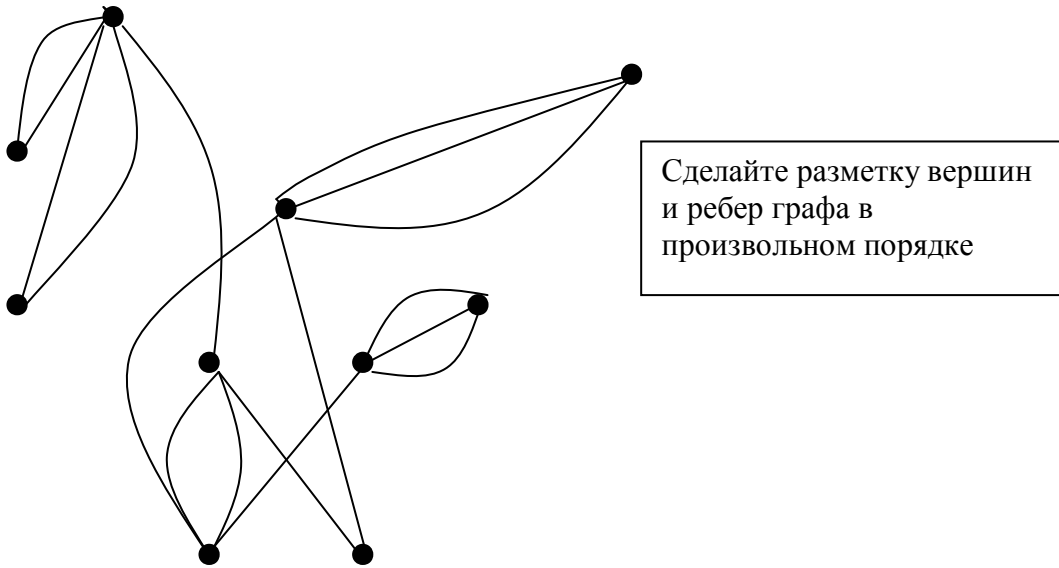 Сделайте разметку вершин
и ребер графа в
произвольном порядке